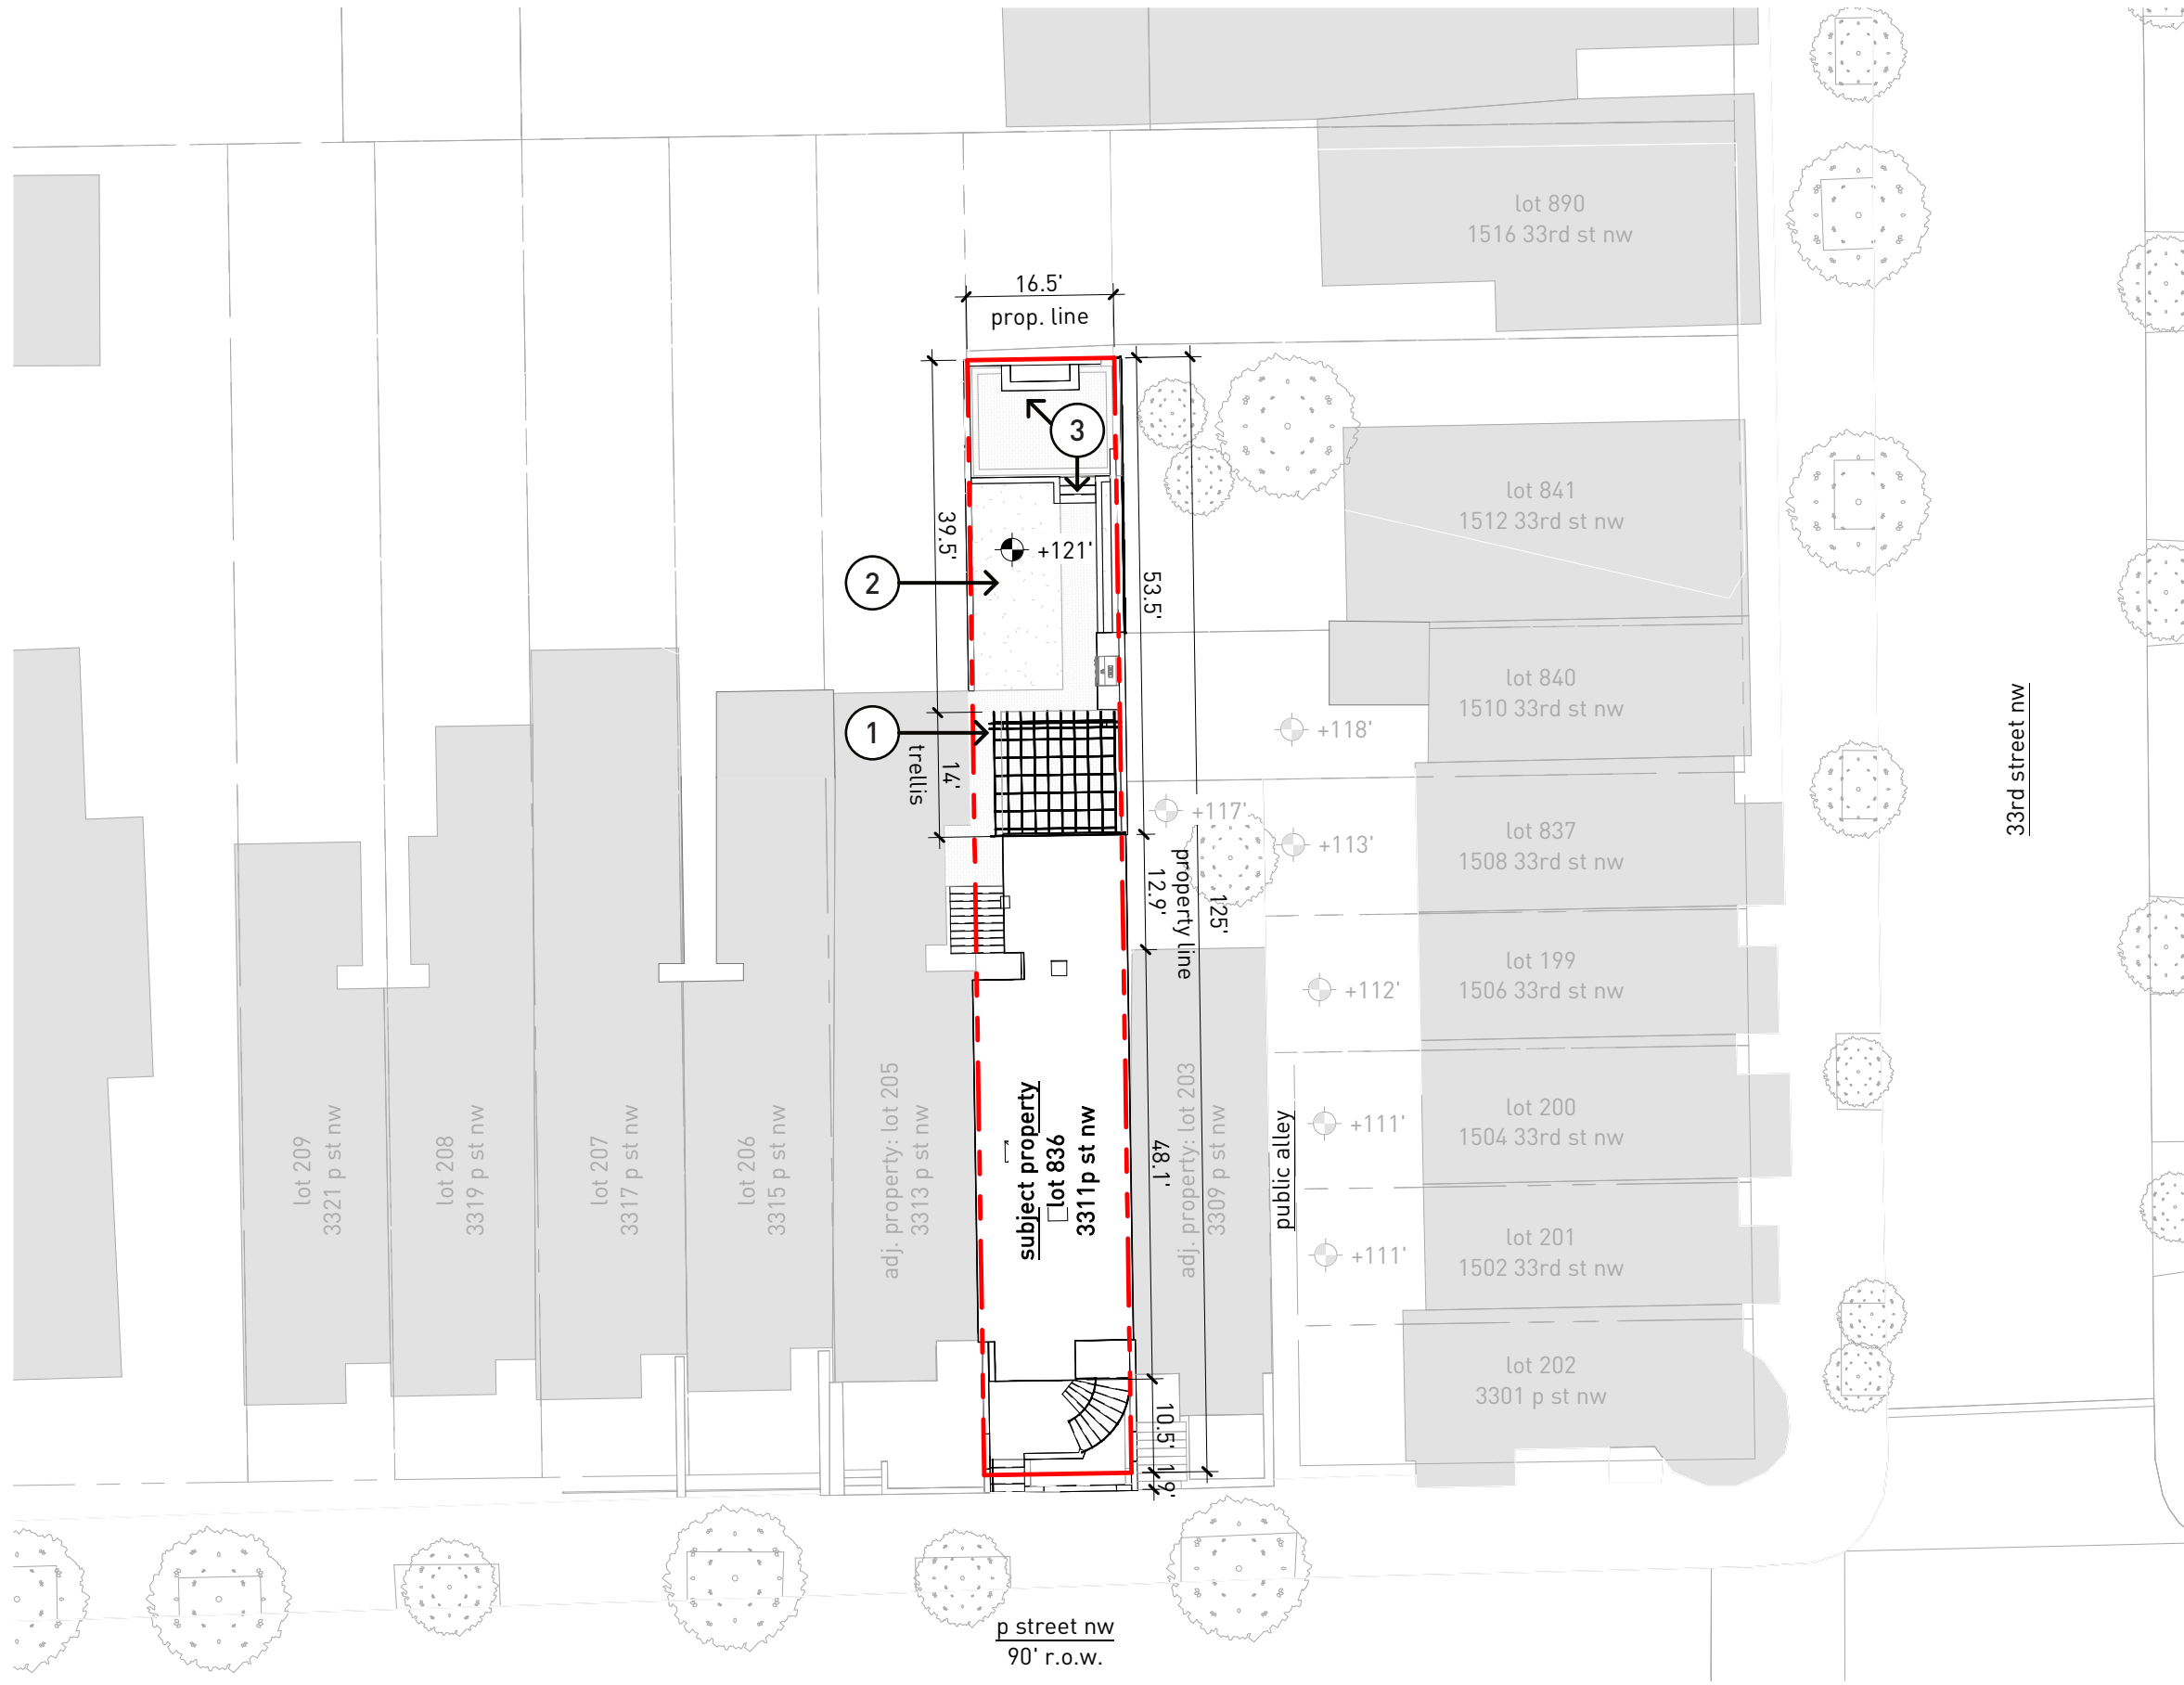 lot 890
1516 33rd st nw
16.5'
prop. line
3
lot 841
1512 33rd st nw
39.5'
+121'
2
53.5'
lot 840
1510 33rd st nw
+118'
1
trellis
14'
33rd street nw
+117'
+113'
lot 837
1508 33rd st nw
12.9'
property line
125'
lot 199
1506 33rd st nw
+112'
lot 200
1504 33rd st nw
+111'
lot 209
3321 p st nw
lot 208
3319 p st nw
lot 207
3317 p st nw
lot 206
3315 p st nw
adj. property: lot 205
3313 p st nw
subject property
lot 836
3311p st nw
48.1'
adj. property: lot 203
3309 p st nw
public alley
lot 201
1502 33rd st nw
+111'
lot 202
3301 p st nw
10.5'
1.9'
p street nw
90' r.o.w.